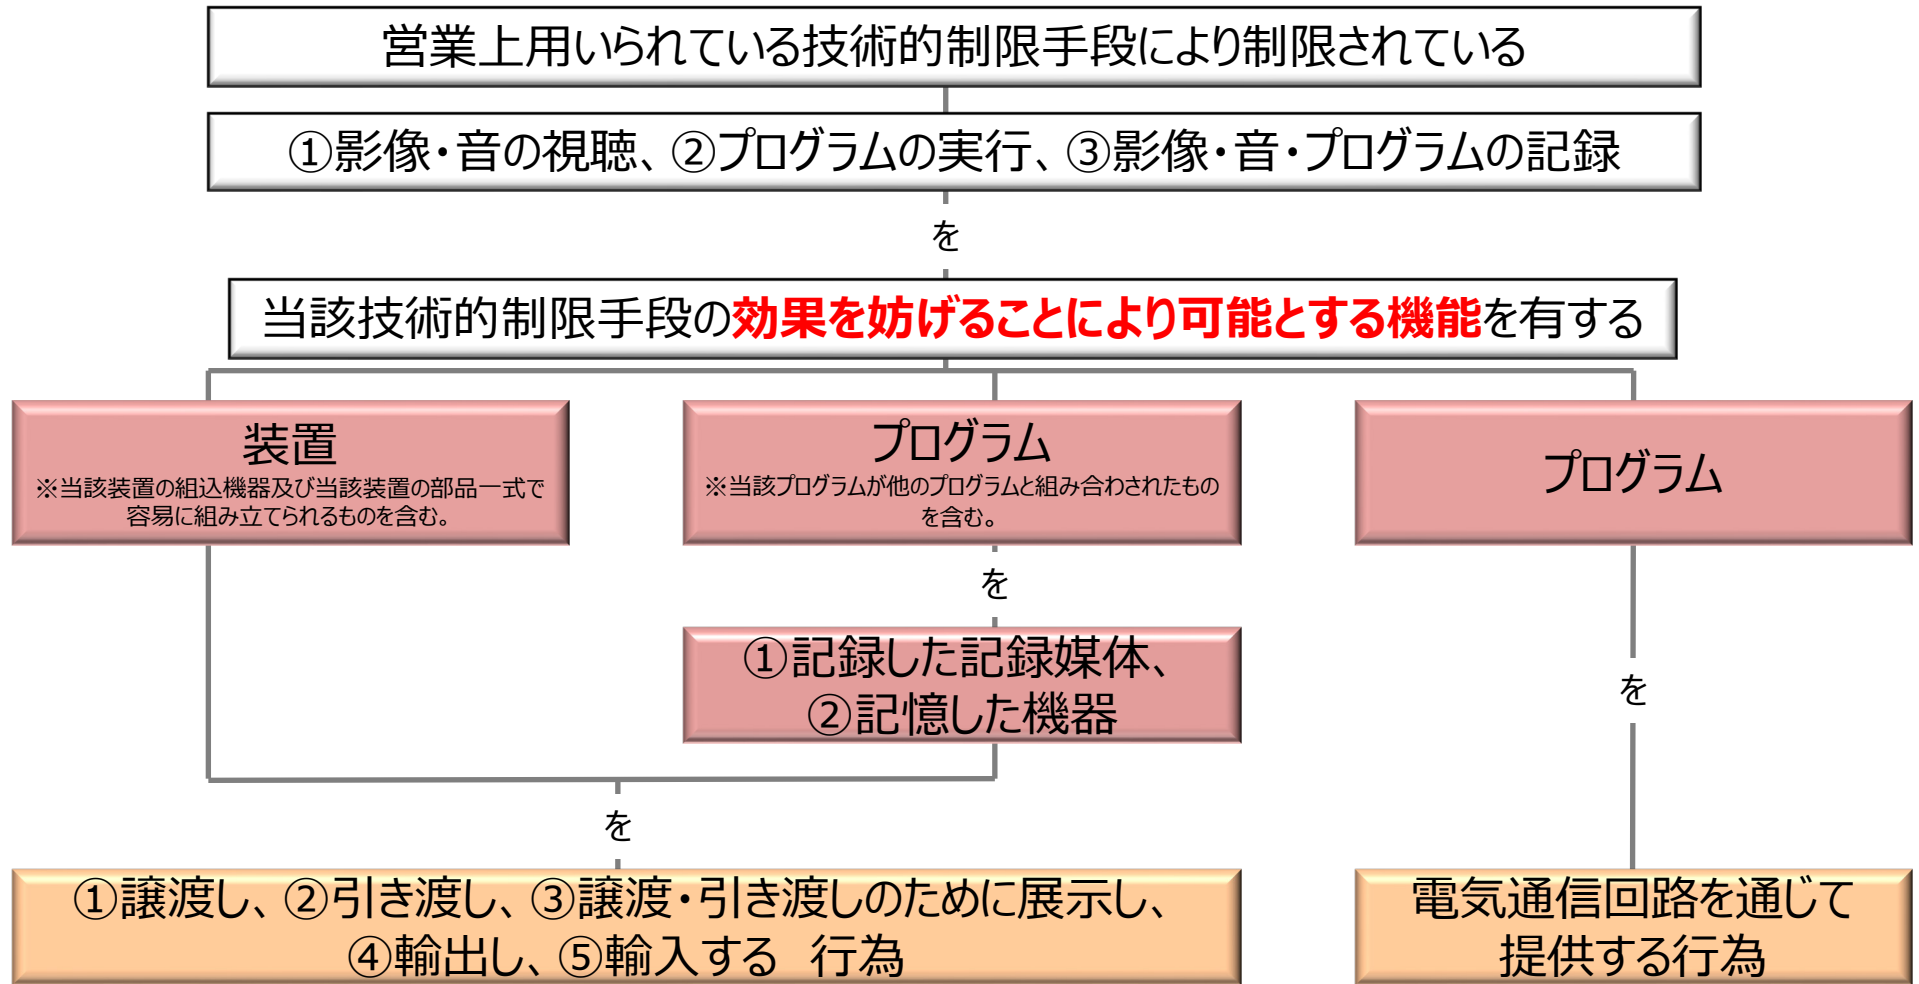 営業上用いられている技術的制限手段により制限されている
①影像・音の視聴、②プログラムの実行、③影像・音・プログラムの記録
を
当該技術的制限手段の効果を妨げることにより可能とする機能を有する
装置
※当該装置の組込機器及び当該装置の部品一式で
容易に組み立てられるものを含む。
プログラム
※当該プログラムが他のプログラムと組み合わされたもの
を含む。
プログラム
を
①記録した記録媒体、
②記憶した機器
を
を
①譲渡し、②引き渡し、③譲渡・引き渡しのために展示し、
④輸出し、⑤輸入する　行為
電気通信回路を通じて
提供する行為